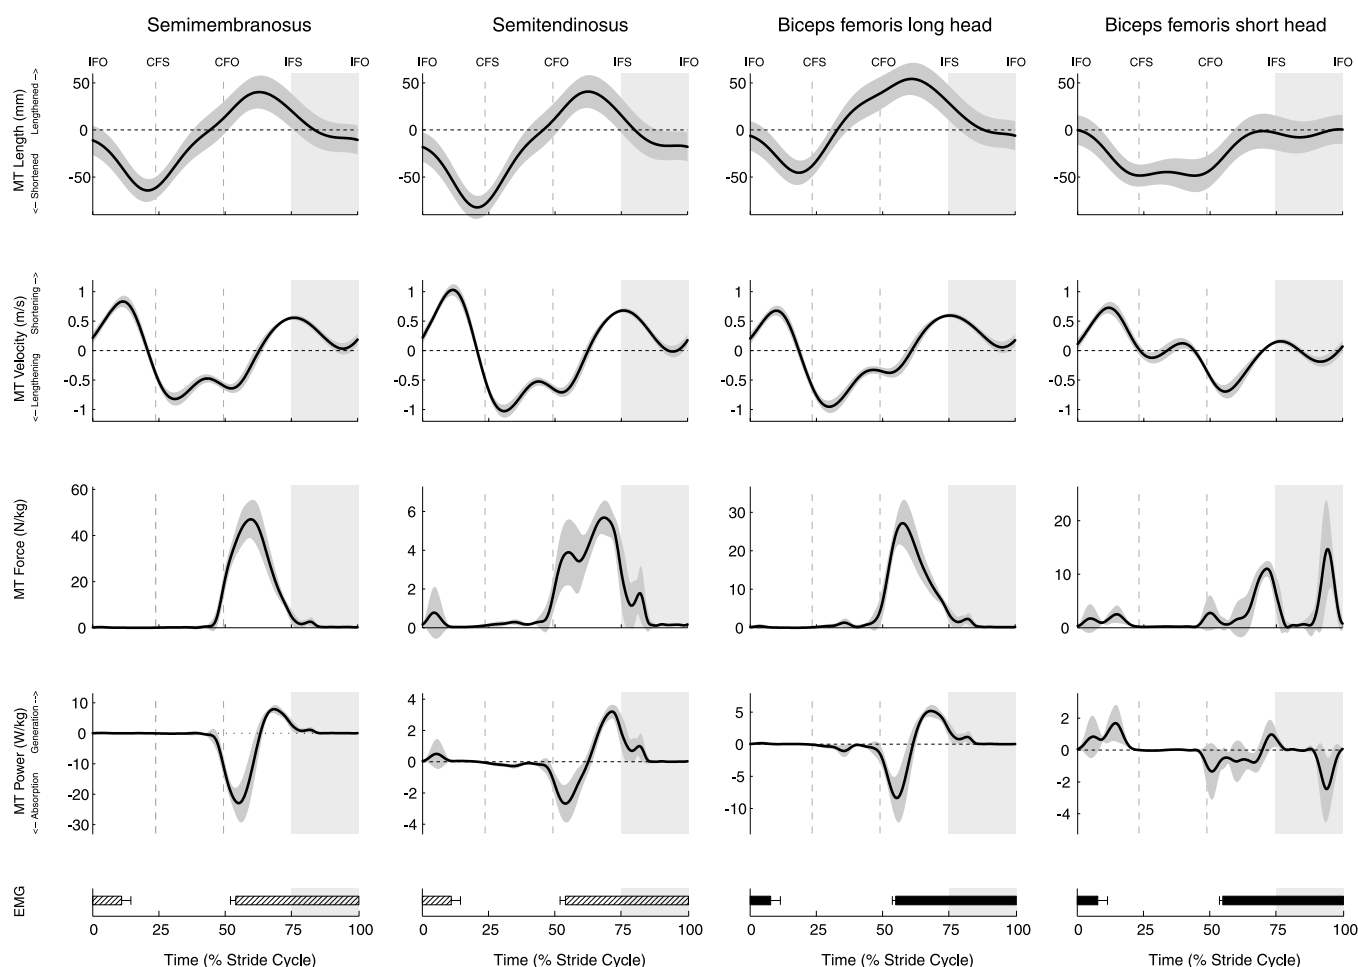 Semimembranosus Semitendinosus Biceps femoris long head Biceps femoris short head
IFO CFS CFO IFS IFO IFO CFS CFO IFS IFO IFO CFS CFO IFS IFO IFO CFS CFO IFS IFO
MT Length (mm)
<-- Shortened Lengthened -->
50 50 50 50
0 0 0 0
-50 -50 -50 -50
MT Velocity (m/s)
<-- Lengthening Shortening -->
1 1 1 1
0.5 0.5 0.5 0.5
0 0 0 0
-0.5 -0.5 -0.5 -0.5
-1 -1 -1 -1
MT Force (N/kg)
60 6 30 20
40 4 20 10
20 2 10 0
0 0 0
MT Power (W/kg)
<-- Absorption Generation -->
10 4 5 2
0 2 0 0
-10 0 -5 -2
-20 -2 -10 -4
-30 -4
EMG
0 25 50 75 100 0 25 50 75 100 0 25 50 75 100 0 25 50 75 100
Time (% Stride Cycle) Time (% Stride Cycle) Time (% Stride Cycle) Time (% Stride Cycle)